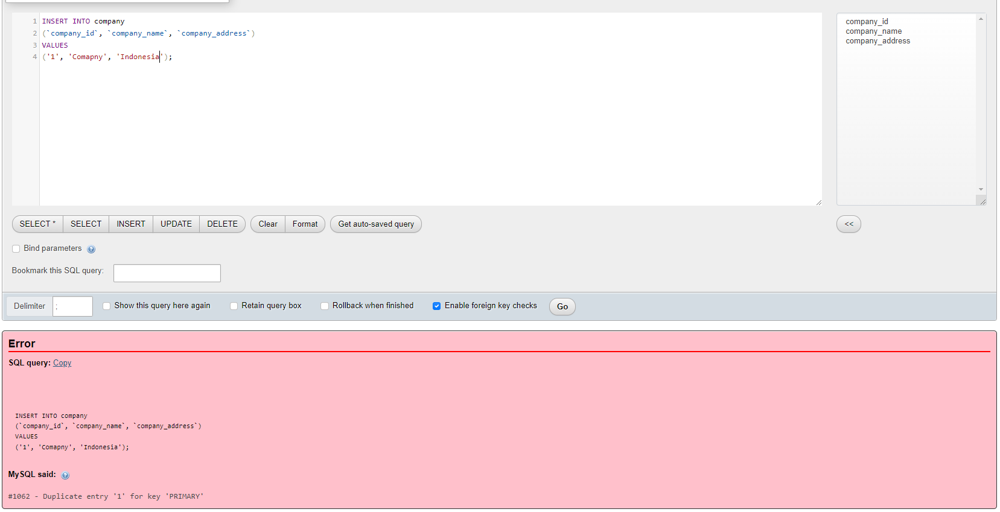 1 INSERT INTO company
2 (`company_id`, `company_name`, `company_address`)
3 VALUES
4 ('1', 'Comapny', 'Indonesia');
company_id
company_name
company_address
SELECT * SELECT INSERT UPDATE DELETE Clear Format Get auto-saved query <<
Bind parameters
Bookmark this SQL query:
Delimiter ; Show this query here again Retain query box Rollback when finished Enable foreign key checks Go
Error
SQL query: Copy
INSERT INTO company
(`company_id`, `company_name`, `company_address`)
VALUES
('1', 'Comapny', 'Indonesia');
MySQL said:
#1062 - Duplicate entry '1' for key 'PRIMARY'